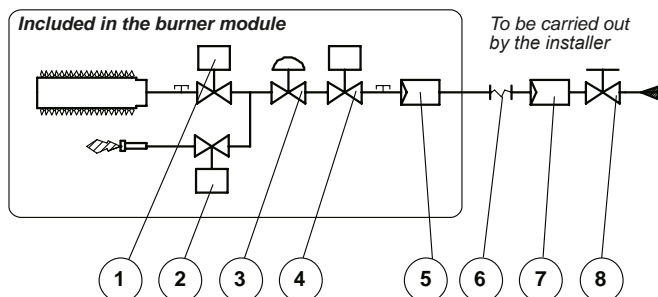 Included in the burner module
To be carried out
by the installer
1 2 3 4 5 6 7 8